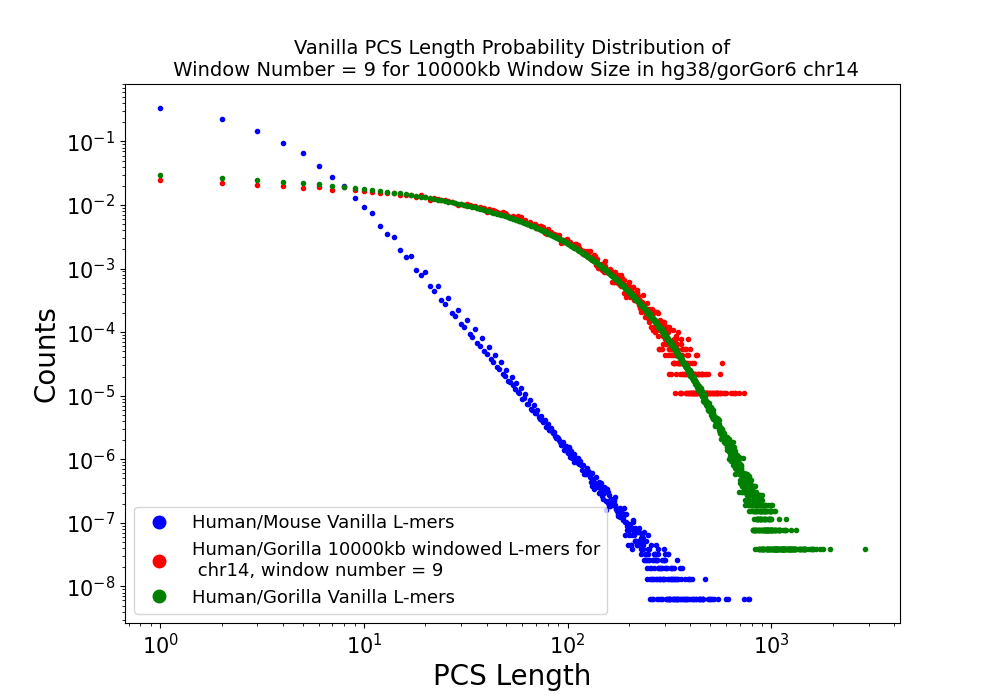 Vanilla PCS Length Probability Distribution of
Window Number = 9 for 10000kb Window Size in hg38/gorGor6 chr14
Counts
10⁻¹
10⁻²
10⁻³
10⁻⁴
10⁻⁵
10⁻⁶
10⁻⁷
10⁻⁸
Human/Mouse Vanilla L-mers
Human/Gorilla 10000kb windowed L-mers for
chr14, window number = 9
Human/Gorilla Vanilla L-mers
10⁰ 10¹ 10² 10³
PCS Length